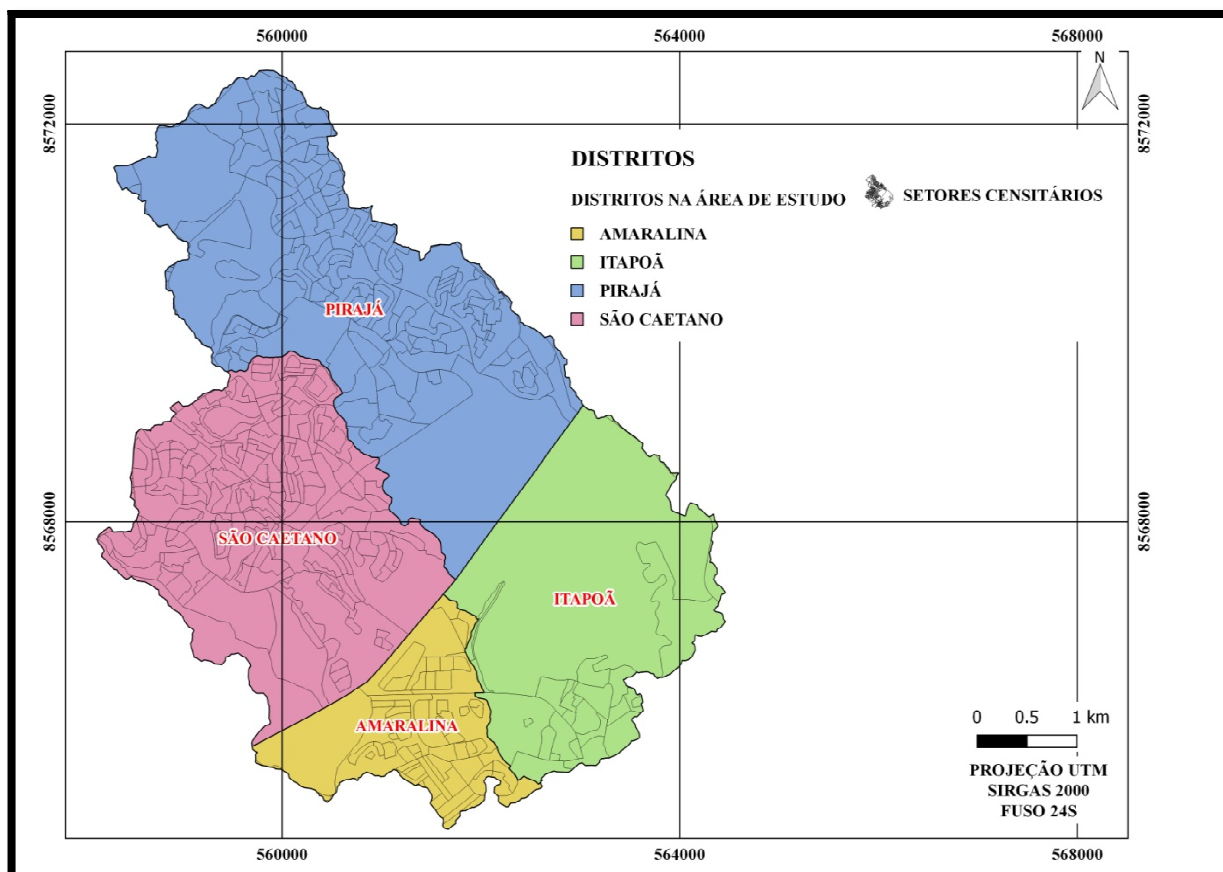 560000
564000
568000
N
8572000
8572000
DISTRITOS
DISTRITOS NA ÁREA DE ESTUDO
SETORES CENSITÁRIOS
AMARALINA
ITAPOÃ
PIRAJÁ
SÃO CAETANO
PIRAJÁ
8568000
8568000
SÃO CAETANO
ITAPOÃ
AMARALINA
0 0.5 1 km
PROJEÇÃO UTM
SIRGAS 2000
FUSO 24S
560000
564000
568000